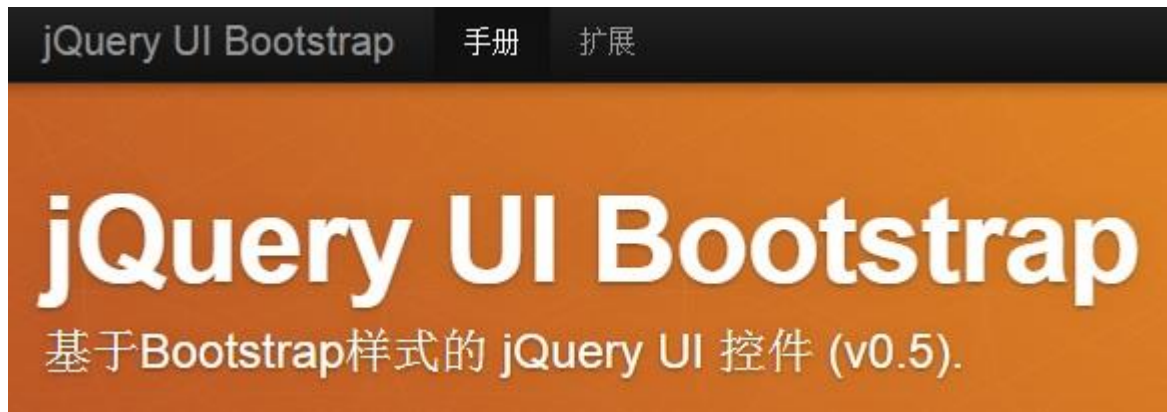 jQuery UI Bootstrap 手册 扩展
jQuery UI Bootstrap
基于Bootstrap样式的 jQuery UI 控件 (v0.5).